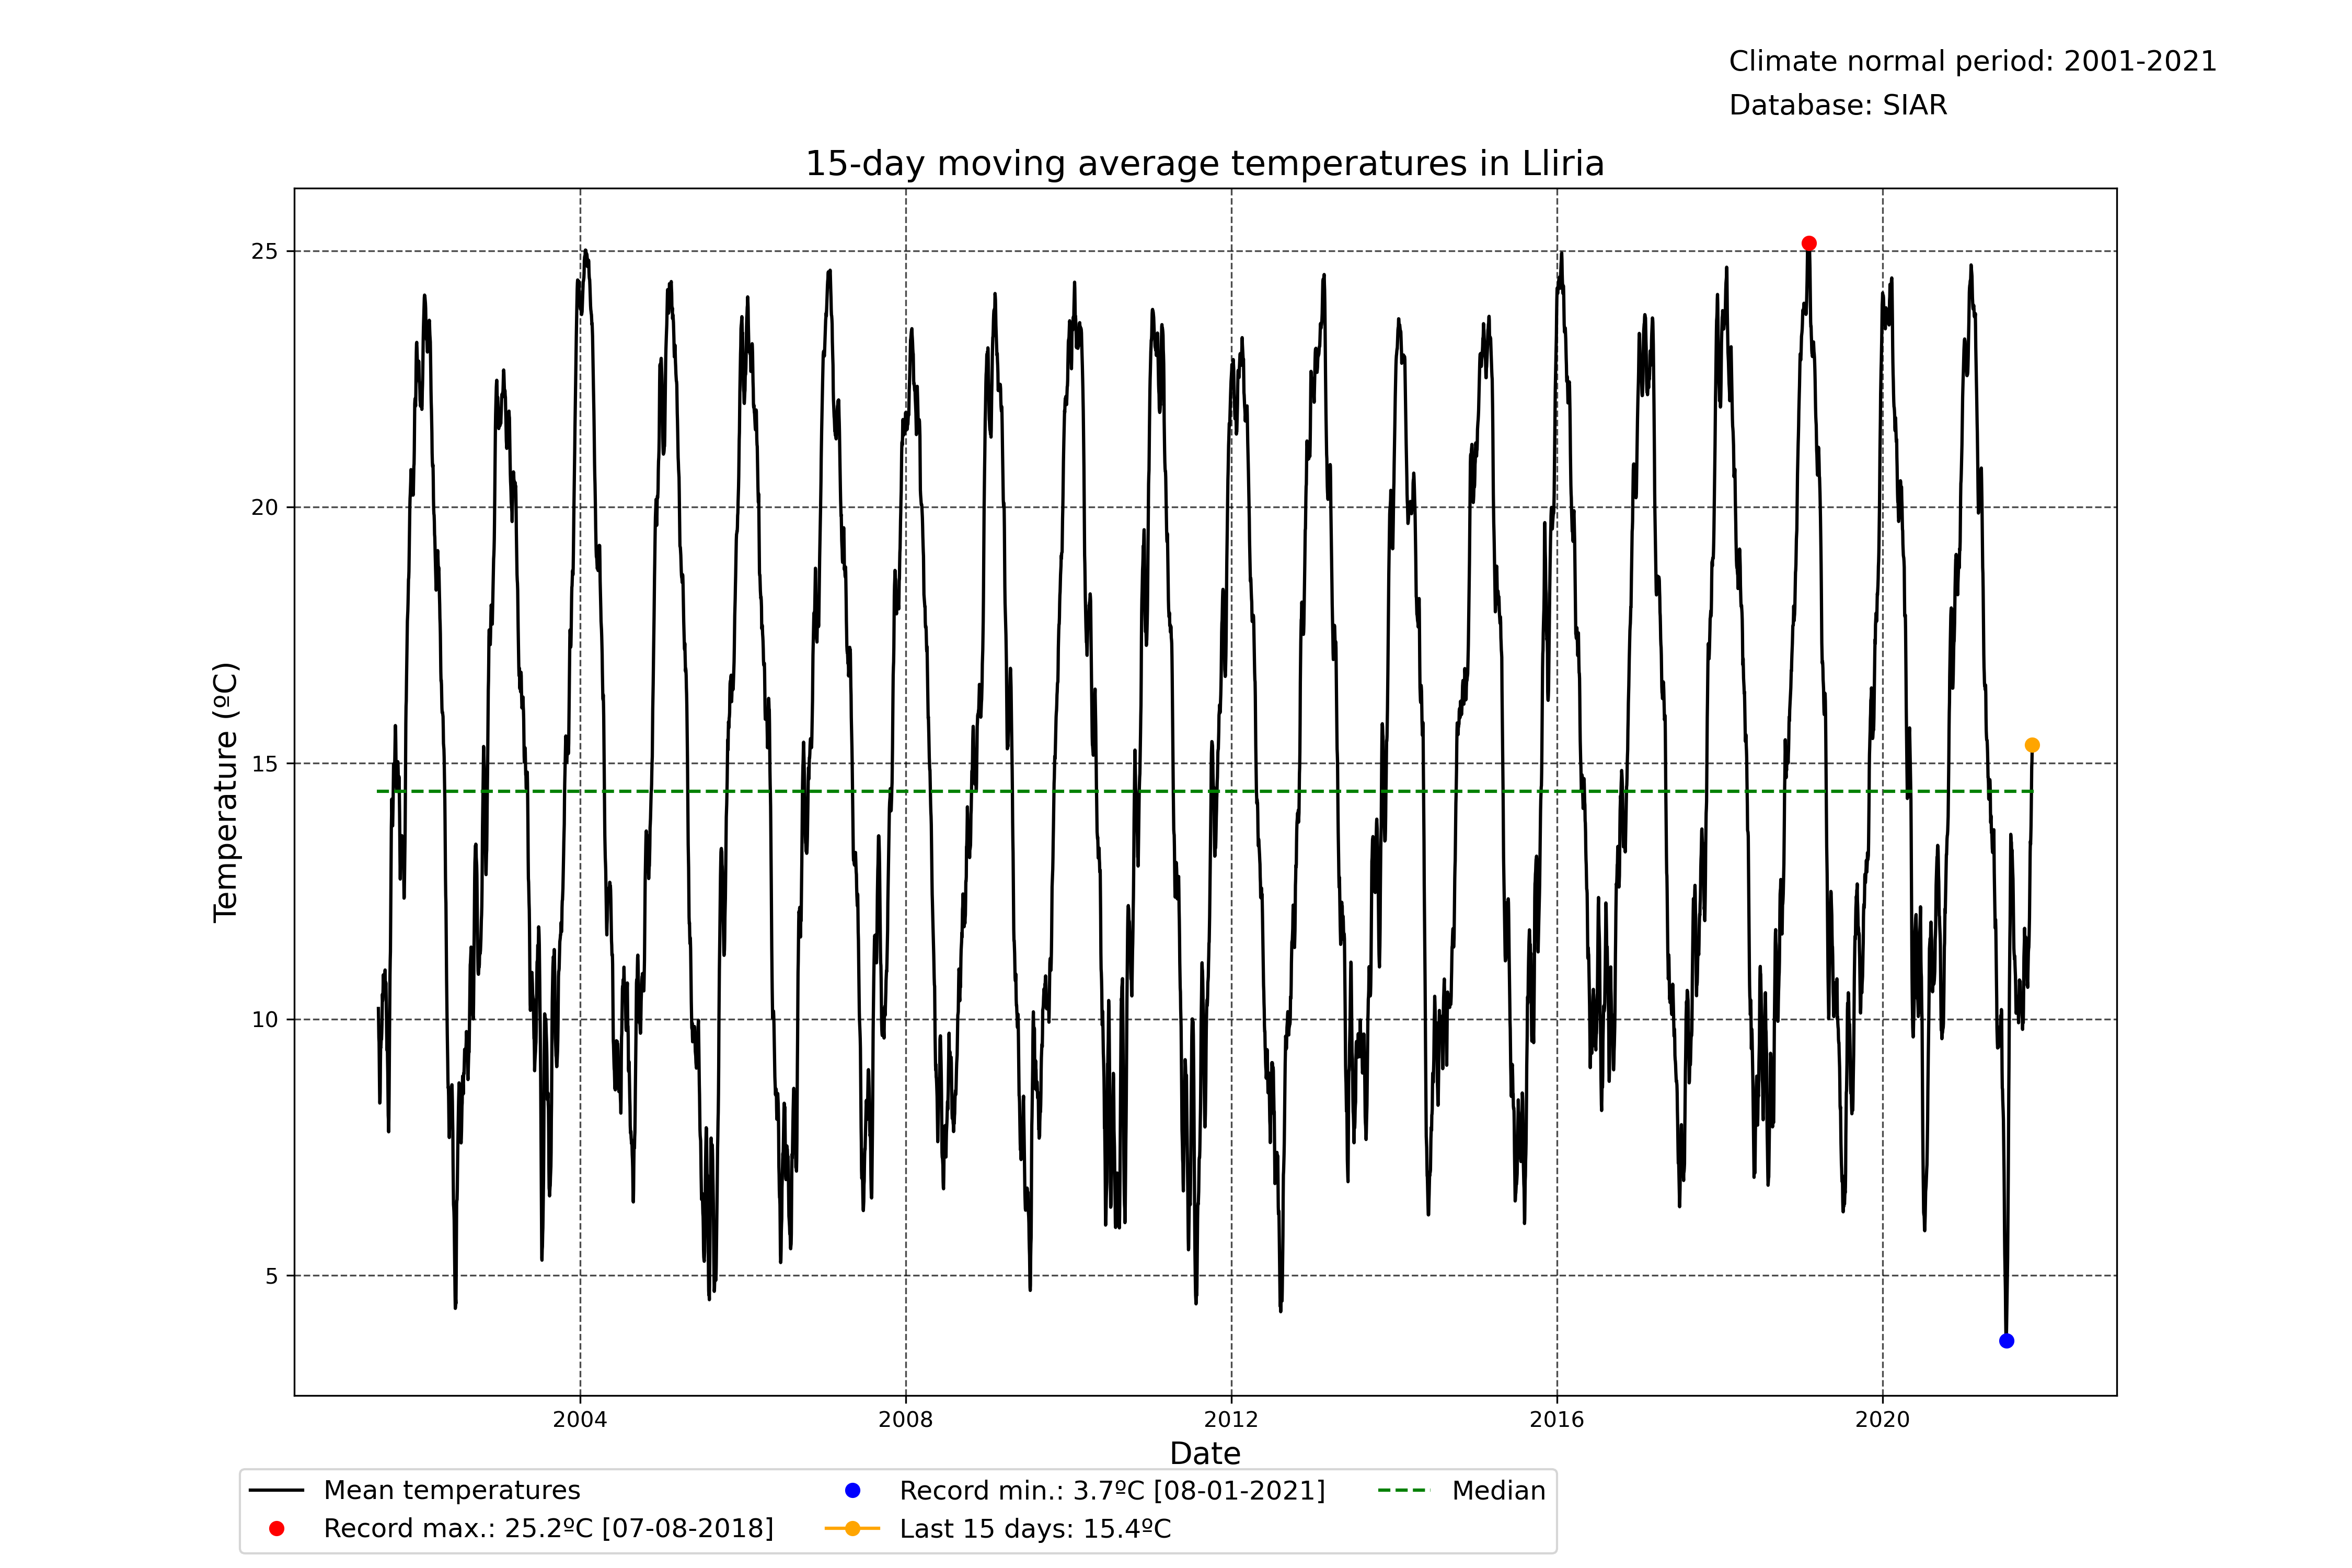 Climate normal period: 2001-2021
Database: SIAR
15-day moving average temperatures in Lliria
25
20
15
10
5
Temperature (ºC)
2004 2008 2012 2016 2020
Date
Mean temperatures
Record max.: 25.2ºC [07-08-2018]
Record min.: 3.7ºC [08-01-2021]
Last 15 days: 15.4ºC
Median